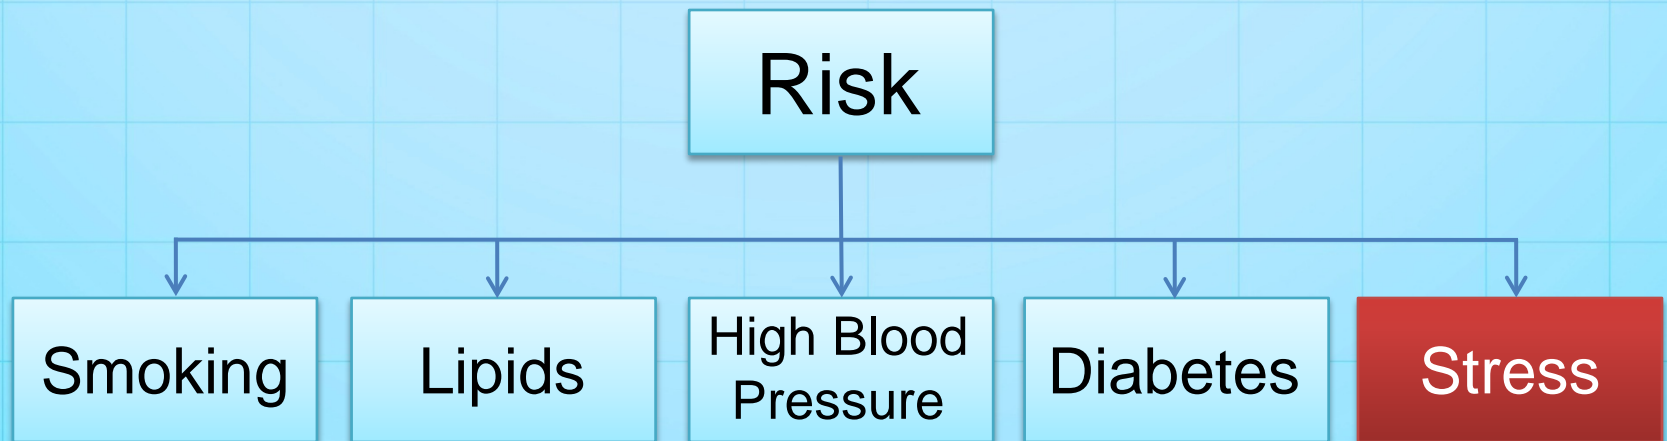 Risk
Smoking
Lipids
High Blood
Pressure
Diabetes
Stress